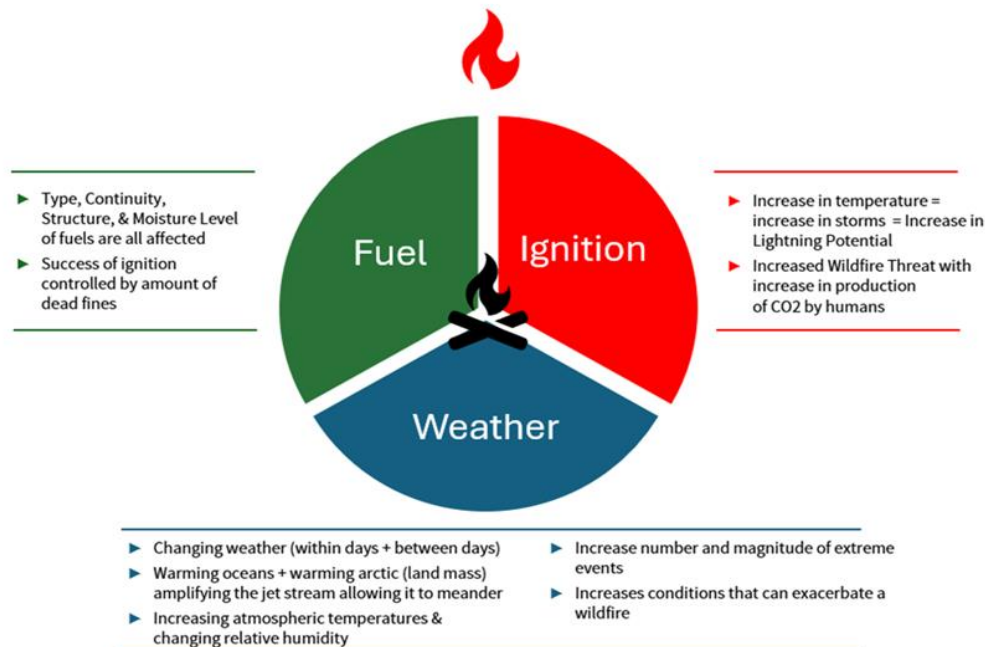 Fuel
Ignition
Weather
Type, Continuity,
Structure, & Moisture Level
of fuels are all affected
Success of ignition
controlled by amount of
dead fines
Increase in temperature =
increase in storms = Increase in
Lightning Potential
Increased Wildfire Threat with
increase in production
of CO2 by humans
Changing weather (within days + between days)
Warming oceans + warming arctic (land mass)
amplifying the jet stream allowing it to meander
Increasing atmospheric temperatures &
changing relative humidity
Increase number and magnitude of extreme
events
Increases conditions that can exacerbate a
wildfire